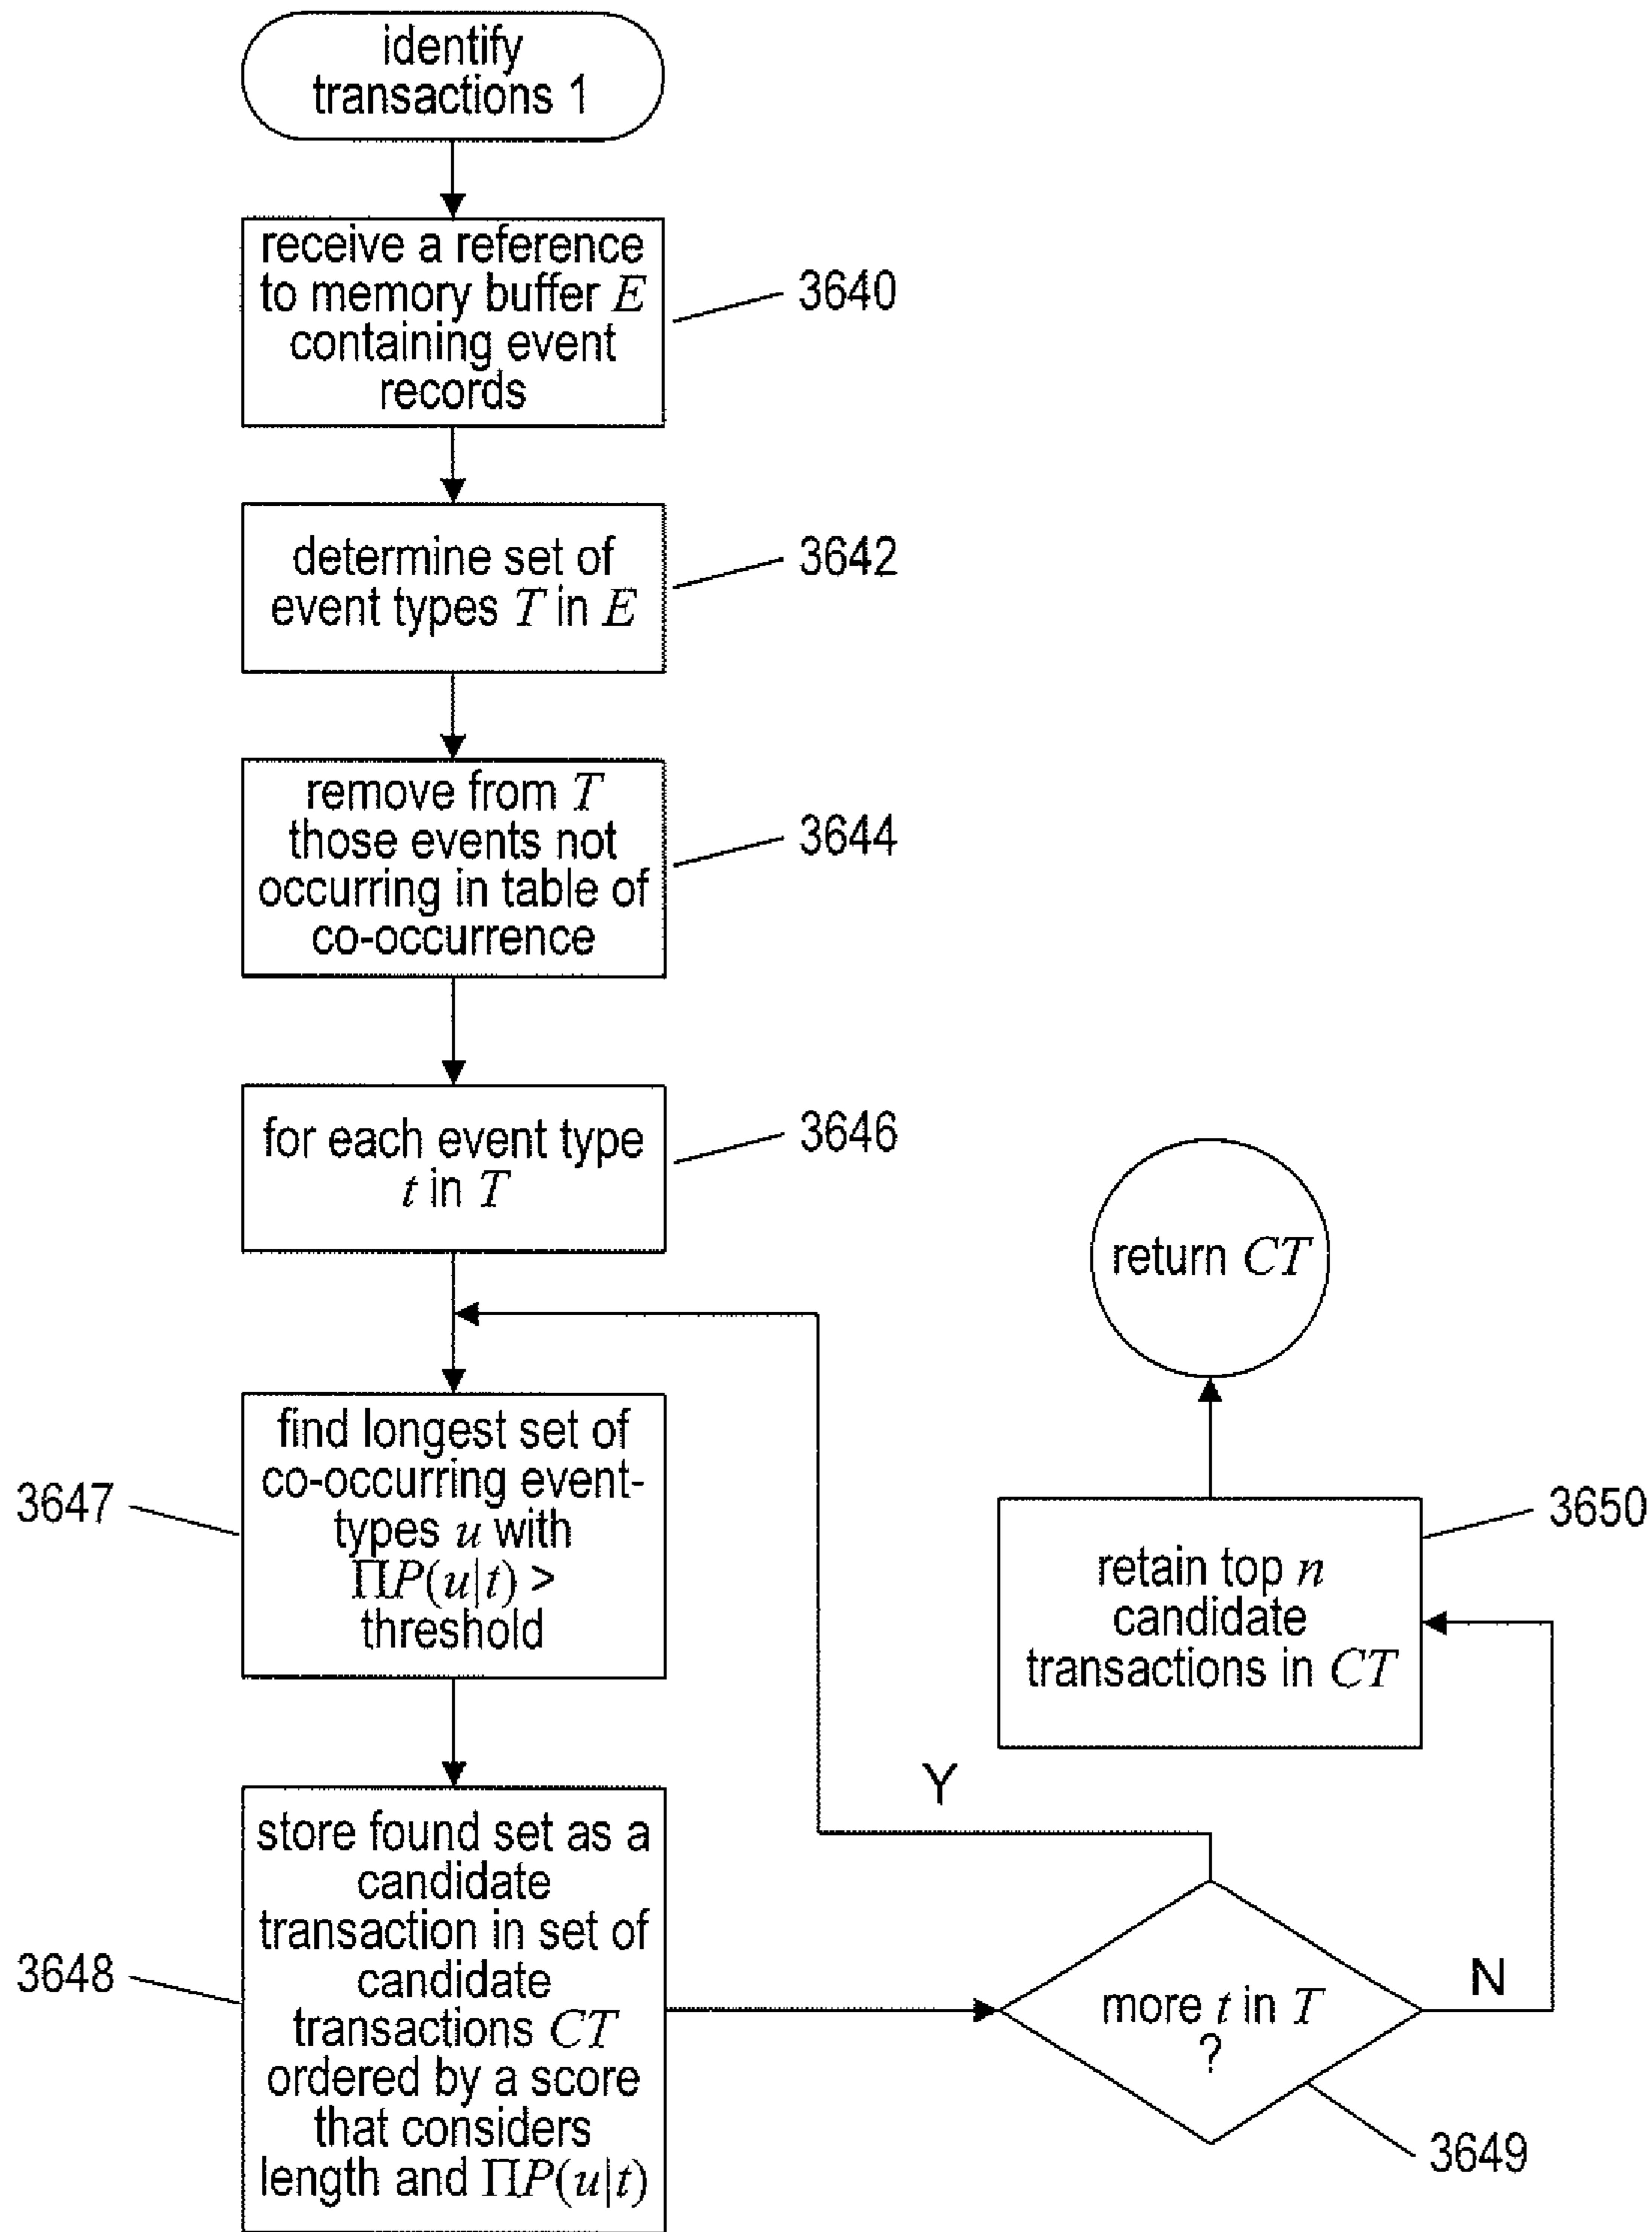 identify
transactions 1
receive a reference
to memory buffer E
containing event
records
3640
determine set of
event types T in E
3642
remove from T
those events not
occurring in table of
co-occurrence
3644
for each event type
t in T
3646
find longest set of
co-occurring event-
types u with
ΠP(u|t) >
threshold
3647
store found set as a
candidate
transaction in set of
candidate
transactions CT
ordered by a score
that considers
length and ΠP(u|t)
3648
more t in T
?
3649
Y
N
retain top n
candidate
transactions in CT
3650
return CT